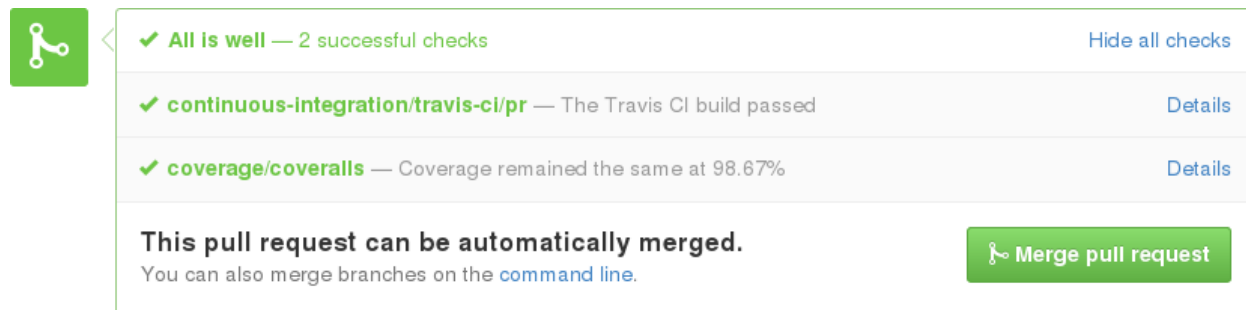 All is well — 2 successful checks Hide all checks
continuous-integration/travis-ci/pr — The Travis CI build passed Details
coverage/coveralls — Coverage remained the same at 98.67% Details
This pull request can be automatically merged.
You can also merge branches on the command line.
Merge pull request